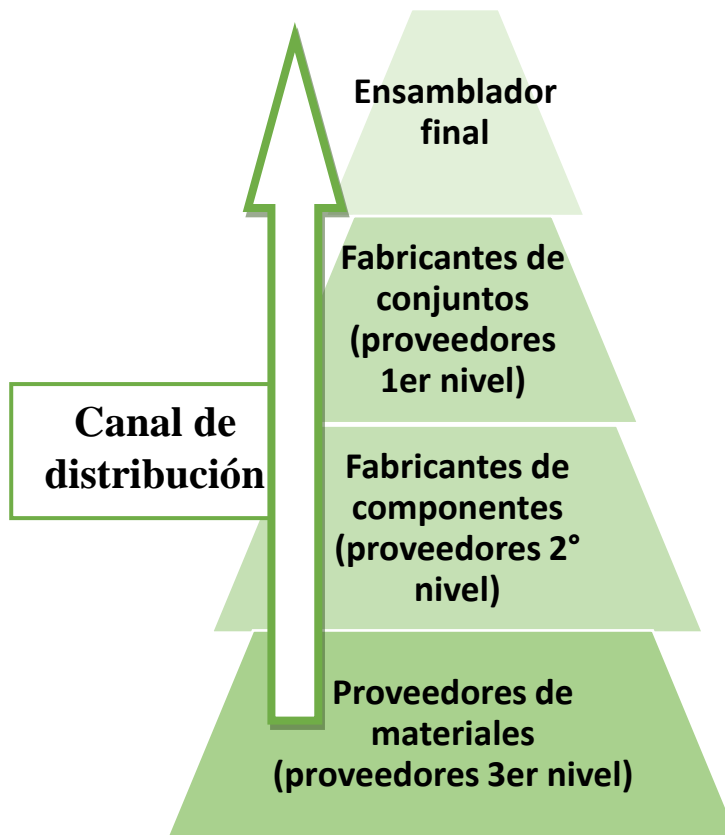 Ensamblador
final
Fabricantes de
conjuntos
(proveedores
1er nivel)
Canal de
distribución
Fabricantes de
componentes
(proveedores 2°
nivel)
Proveedores de
materiales
(proveedores 3er nivel)